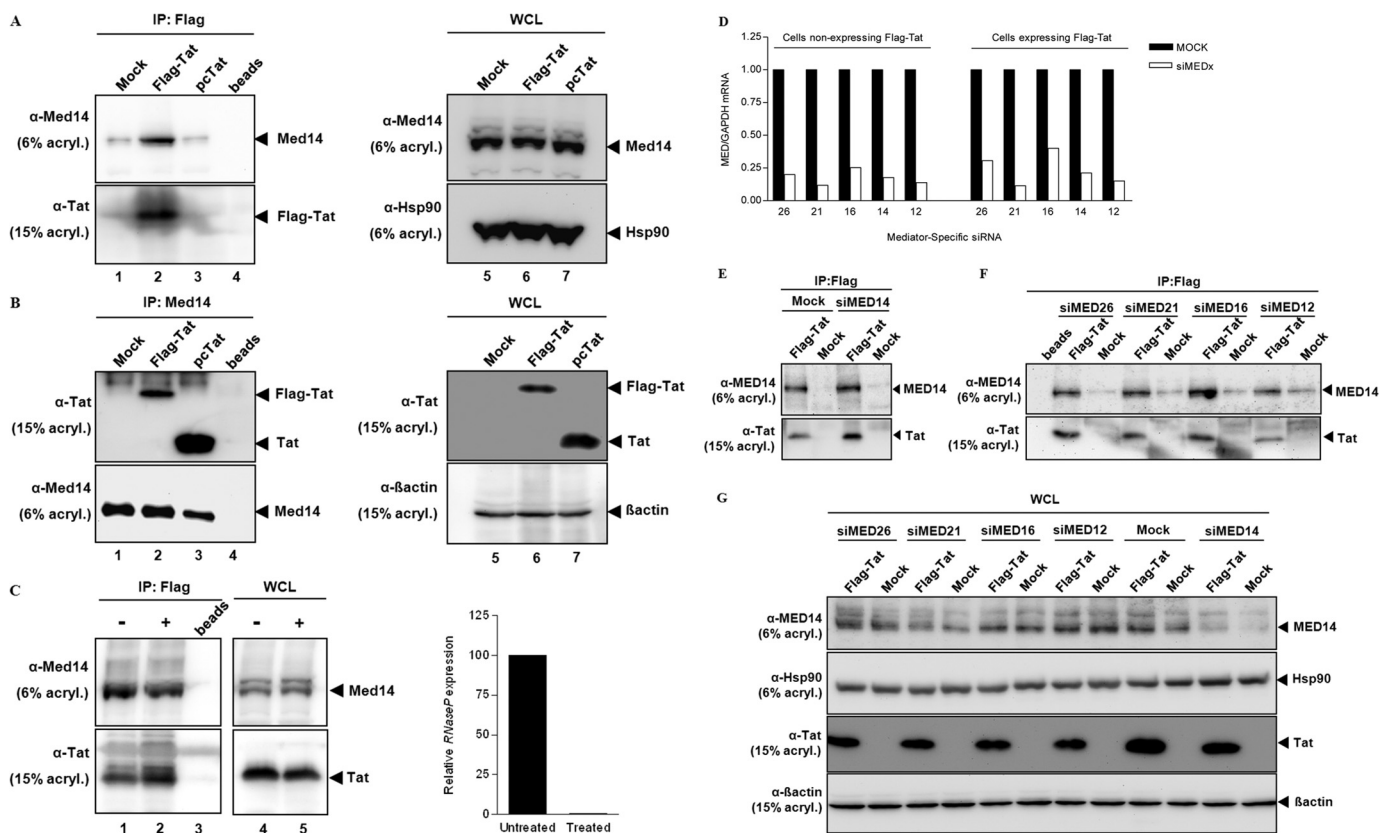 A
IP: Flag
Mock
Flag-Tat
pcTat
beads
α-Med14
(6% acryl.)
Med14
α-Tat
(15% acryl.)
Flag-Tat
1 2 3 4
WCL
Mock
Flag-Tat
pcTat
α-Med14
(6% acryl.)
Med14
α-Hsp90
(6% acryl.)
Hsp90
5 6 7
B
IP: Med14
Mock
Flag-Tat
pcTat
beads
α-Tat
(15% acryl.)
Flag-Tat
Tat
α-Med14
(6% acryl.)
Med14
1 2 3 4
WCL
Mock
Flag-Tat
pcTat
α-Tat
(15% acryl.)
Flag-Tat
Tat
α-ßactin
(15% acryl.)
ßactin
5 6 7
C
IP: Flag
- + beads
WCL
- +
α-Med14
(6% acryl.)
Med14
α-Tat
(15% acryl.)
Tat
1 2 3 4 5
Relative RNaseP expression
125
100
75
50
25
0
Untreated Treated
D
Cells non-expressing Flag-Tat
Cells expressing Flag-Tat
MOCK
siMEDx
MED/GAPDH mRNA
1.25
1.00
0.75
0.50
0.25
0.00
26 21 16 14 12 26 21 16 14 12
Mediator-Specific siRNA
E
IP:Flag
Mock siMED14
Flag-Tat
Mock
Flag-Tat
Mock
α-MED14
(6% acryl.)
MED14
α-Tat
(15% acryl.)
Tat
F
IP:Flag
siMED26 siMED21 siMED16 siMED12
beads
Flag-Tat
Mock
Flag-Tat
Mock
Flag-Tat
Mock
Flag-Tat
Mock
α-MED14
(6% acryl.)
MED14
α-Tat
(15% acryl.)
Tat
G
WCL
siMED26 siMED21 siMED16 siMED12 Mock siMED14
Flag-Tat
Mock
Flag-Tat
Mock
Flag-Tat
Mock
Flag-Tat
Mock
Flag-Tat
Mock
Flag-Tat
Mock
α-MED14
(6% acryl.)
MED14
α-Hsp90
(6% acryl.)
Hsp90
α-Tat
(15% acryl.)
Tat
α-ßactin
(15% acryl.)
ßactin